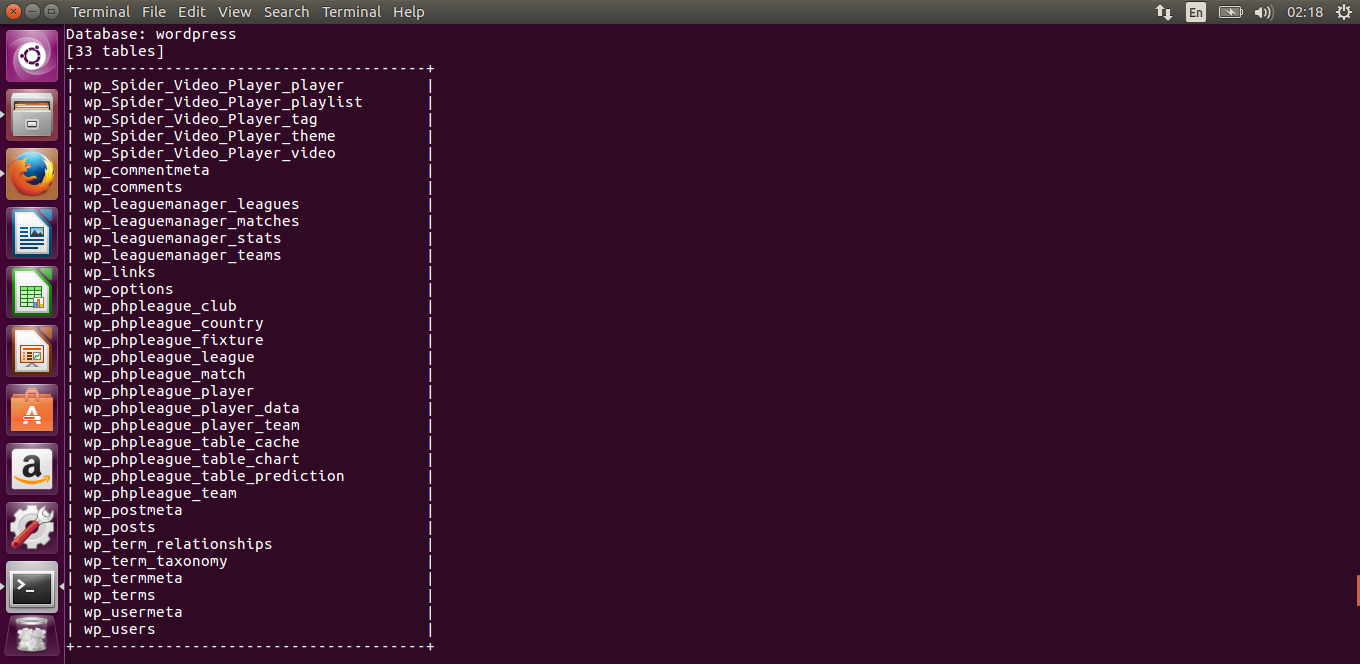 Terminal File Edit View Search Terminal Help En 02:18
Database: wordpress
[33 tables]
+---------------------------------------+
| wp_Spider_Video_Player_player |
| wp_Spider_Video_Player_playlist |
| wp_Spider_Video_Player_tag |
| wp_Spider_Video_Player_theme |
| wp_Spider_Video_Player_video |
| wp_commentmeta |
| wp_comments |
| wp_leaguemanager_leagues |
| wp_leaguemanager_matches |
| wp_leaguemanager_stats |
| wp_leaguemanager_teams |
| wp_links |
| wp_options |
| wp_phpleague_club |
| wp_phpleague_country |
| wp_phpleague_fixture |
| wp_phpleague_league |
| wp_phpleague_match |
| wp_phpleague_player |
| wp_phpleague_player_data |
| wp_phpleague_player_team |
| wp_phpleague_table_cache |
| wp_phpleague_table_chart |
| wp_phpleague_table_prediction |
| wp_phpleague_team |
| wp_postmeta |
| wp_posts |
| wp_term_relationships |
| wp_term_taxonomy |
| wp_termmeta |
| wp_terms |
| wp_usermeta |
| wp_users |
+---------------------------------------+